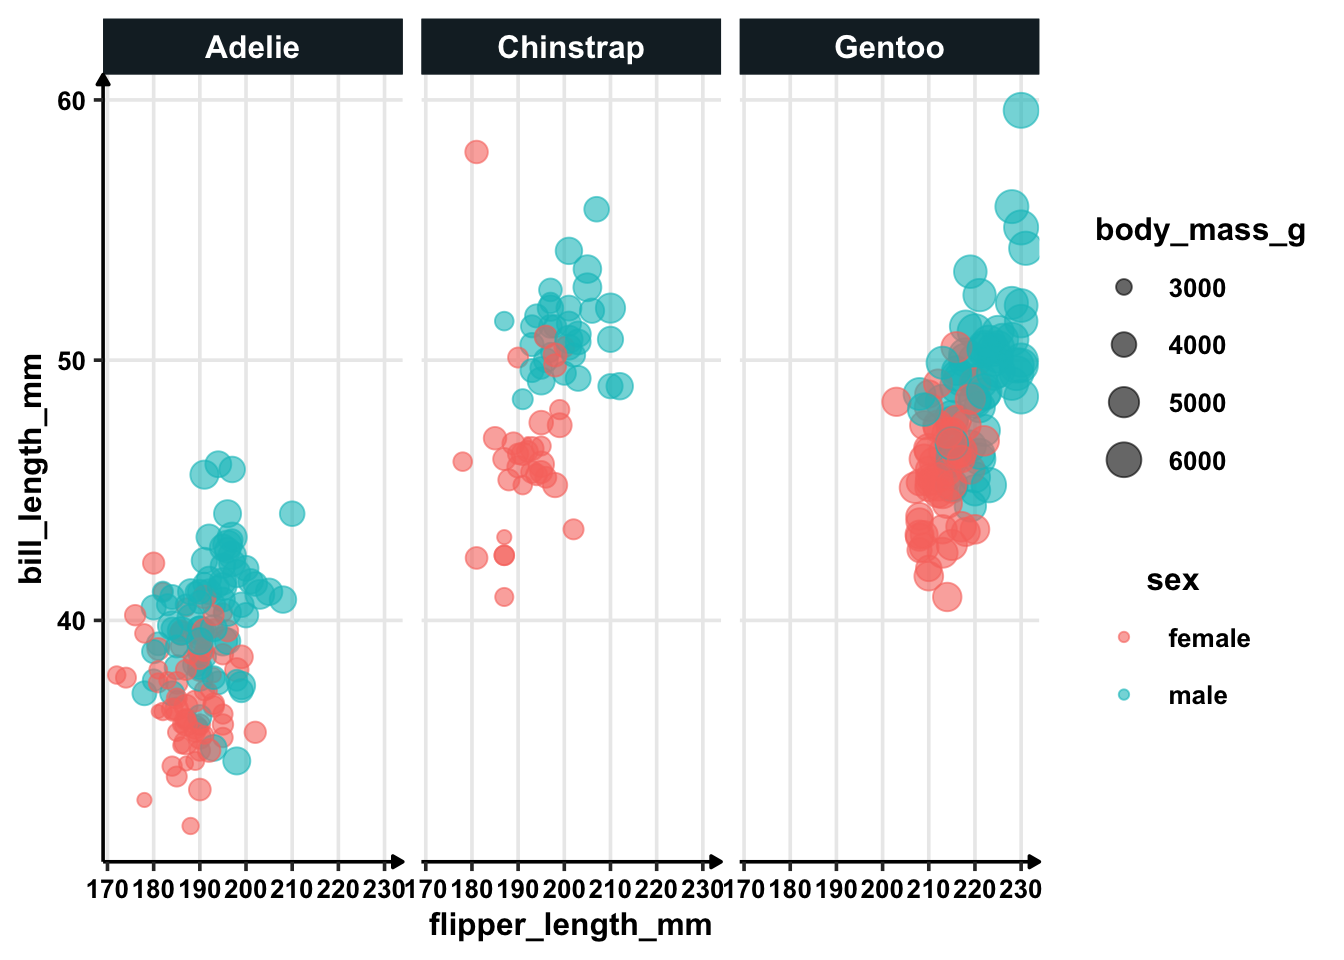 Adelie Chinstrap Gentoo
60
50
40
bill_length_mm
170 180 190 200 210 220 230 170 180 190 200 210 220 230 170 180 190 200 210 220 230
flipper_length_mm
body_mass_g
3000
4000
5000
6000
sex
female
male